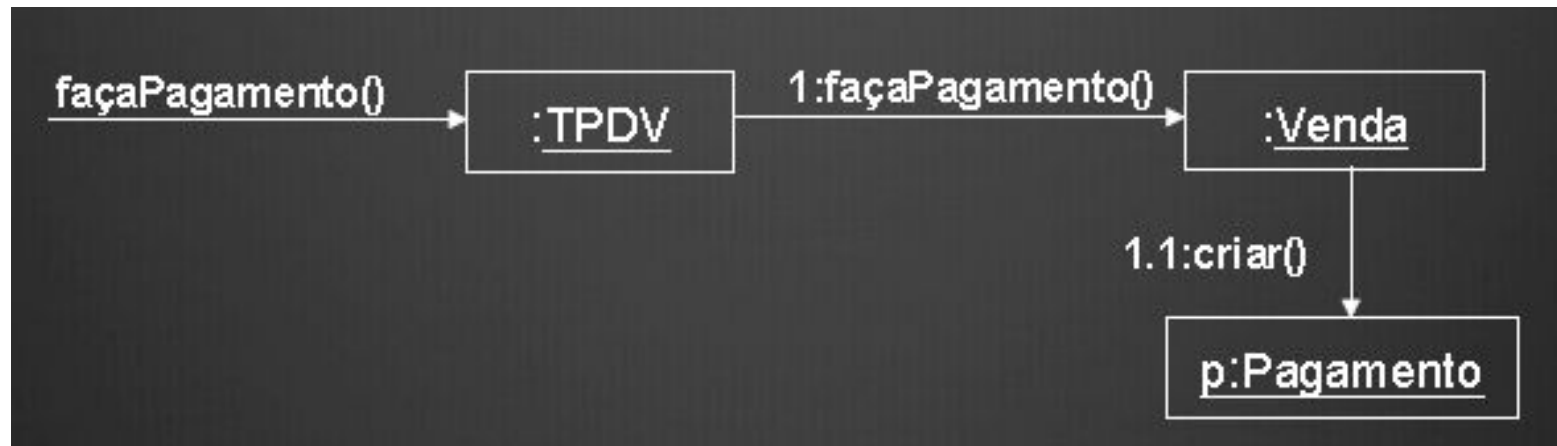 façaPagamento()
:TPDV
1:façaPagamento()
:Venda
1.1:criar()
p:Pagamento